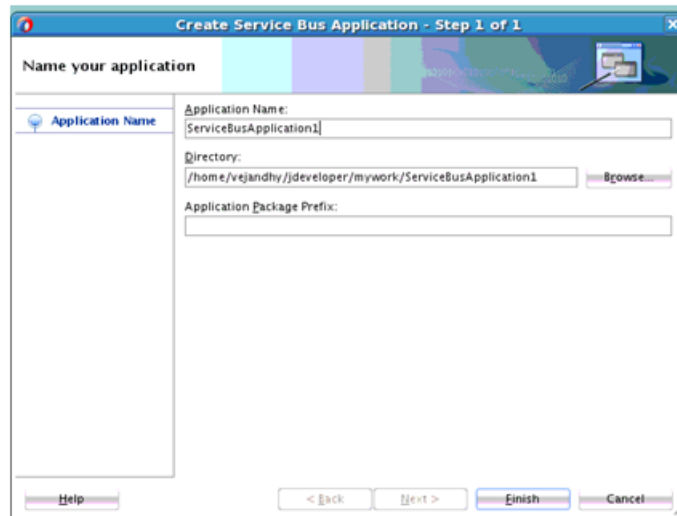 Create Service Bus Application - Step 1 of 1
Name your application
Application Name
Application Name:
ServiceBusApplication1
Directory:
/home/vejandhy/jdeveloper/mywork/ServiceBusApplication1
Browse...
Application Package Prefix:
Help
< Back
Next >
Finish
Cancel